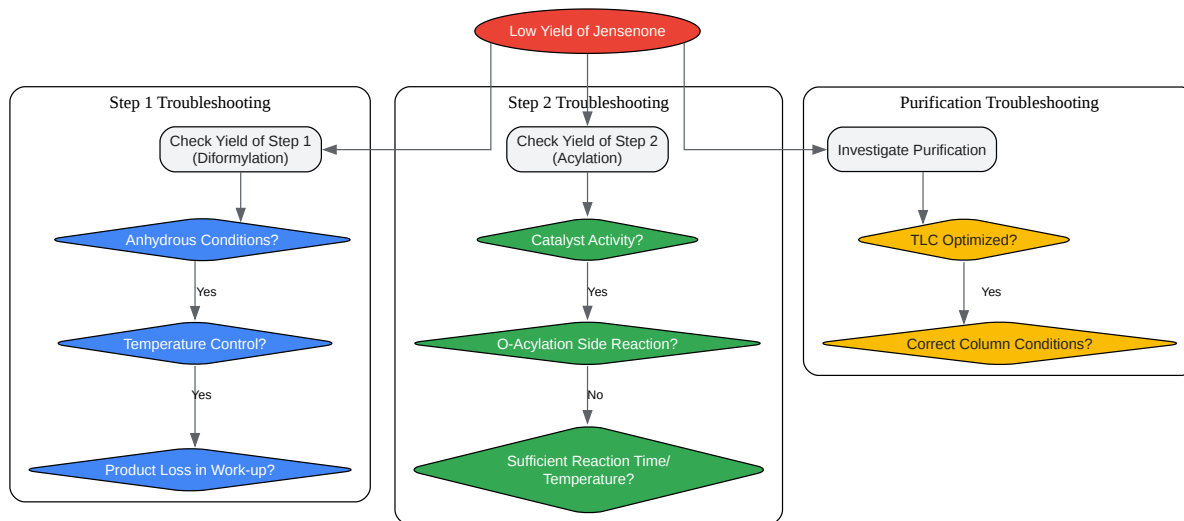 Low Yield of Jensenone
Step 1 Troubleshooting
Check Yield of Step 1
(Diformylation)
Anhydrous Conditions?
Yes
Temperature Control?
Yes
Product Loss in Work-up?
Step 2 Troubleshooting
Check Yield of Step 2
(Acylation)
Catalyst Activity?
Yes
O-Acylation Side Reaction?
No
Sufficient Reaction Time/
Temperature?
Purification Troubleshooting
Investigate Purification
TLC Optimized?
Yes
Correct Column Conditions?